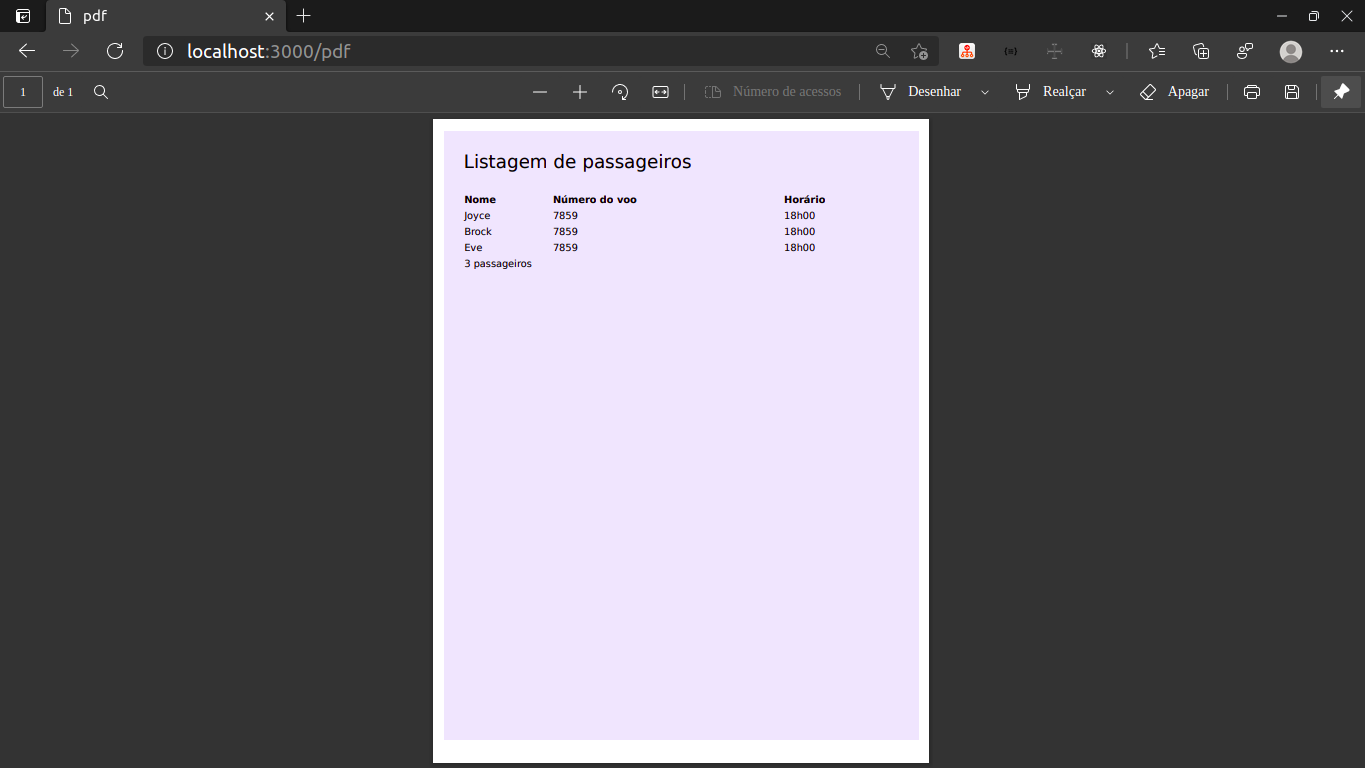 pdf
localhost:3000/pdf
1 de 1 Número de acessos Desenhar Realçar Apagar
Listagem de passageiros
Nome Número do voo Horário
Joyce 7859 18h00
Brock 7859 18h00
Eve 7859 18h00
3 passageiros